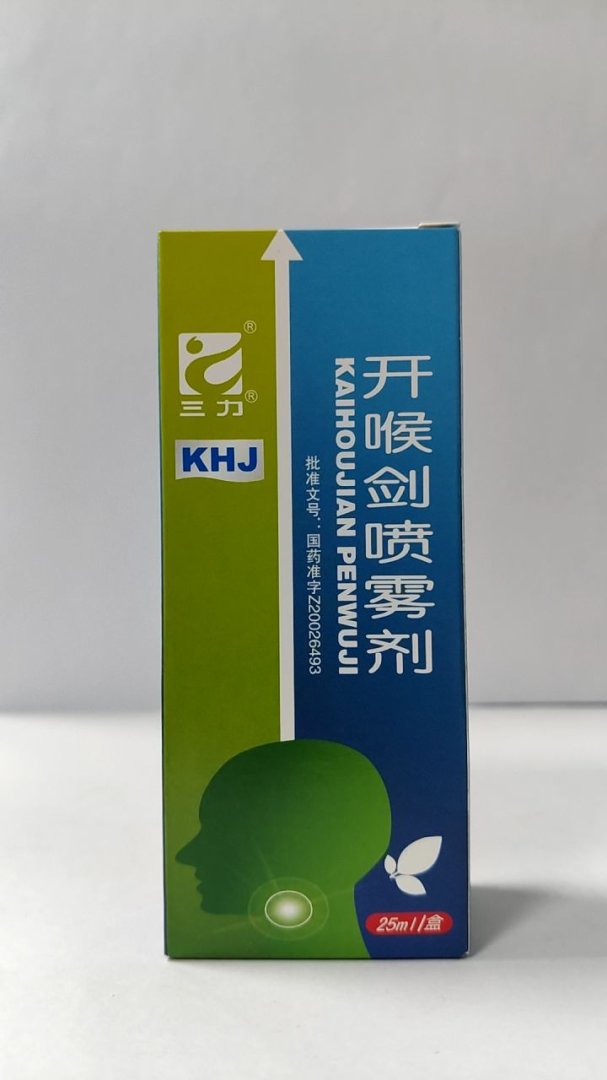 ®
三力®
KHJ
开喉剑喷雾剂
KAIHOUJIAN PENWUJI
批准文号：国药准字Z20026493
25ml/盒